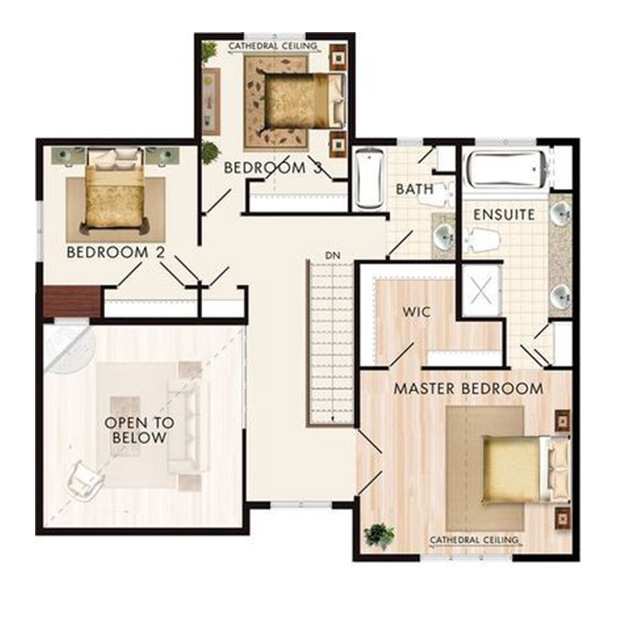 CATHEDRAL CEILING
BEDROOM 3
BATH
ENSUITE
BEDROOM 2
DN
WIC
MASTER BEDROOM
OPEN TO
BELOW
CATHEDRAL CEILING